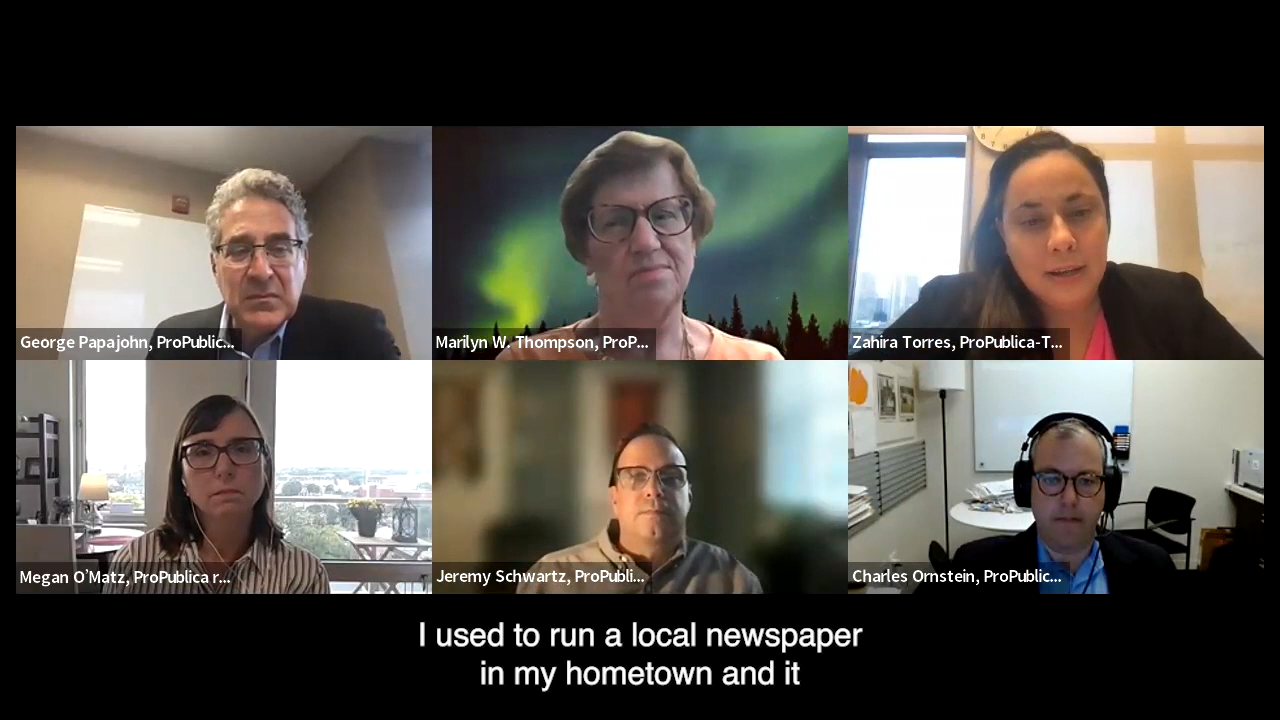 George Papajohn, ProPublic...
Marilyn W. Thompson, ProP...
Zahira Torres, ProPublica-T...
Megan O'Matz, ProPublica r...
Jeremy Schwartz, ProPubli...
Charles Ornstein, ProPublic...
I used to run a local newspaper
in my hometown and it